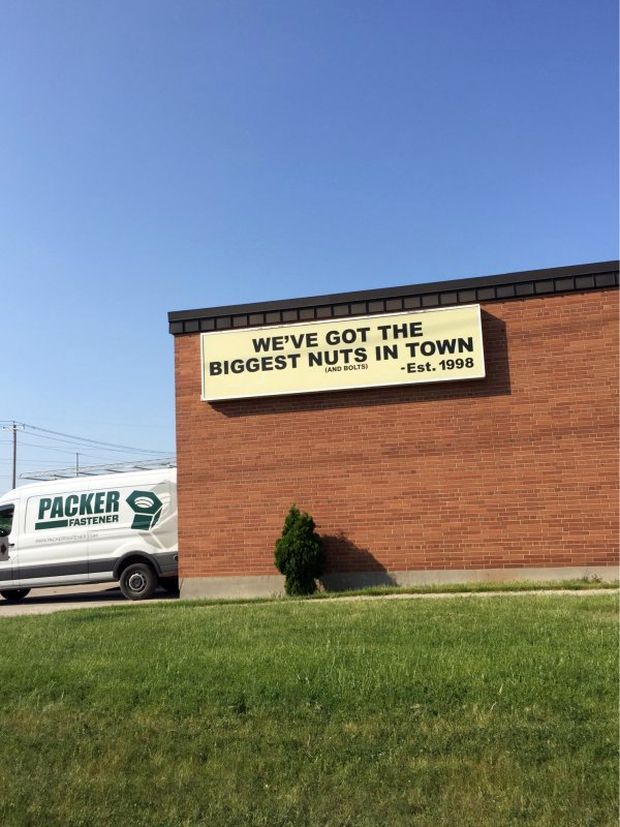 WE'VE GOT THE
BIGGEST NUTS IN TOWN
(AND BOLTS)
-Est. 1998
PACKER
FASTENER